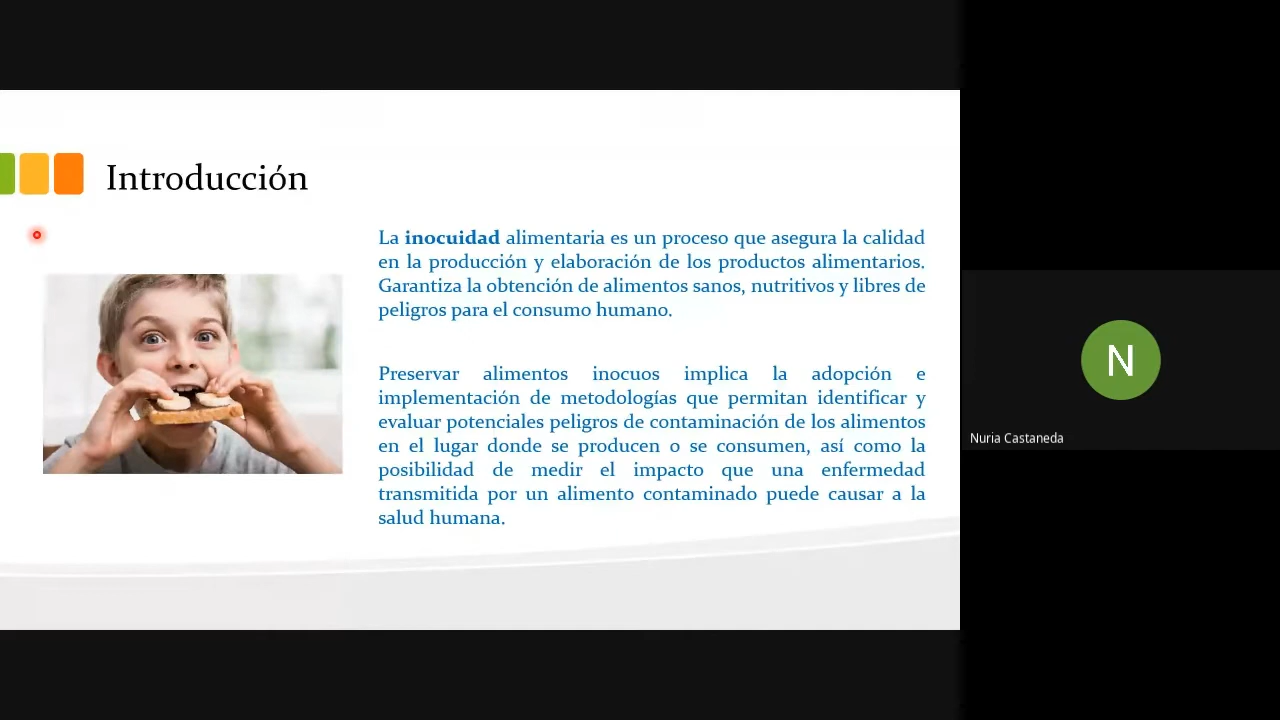 Introducción
La inocuidad alimentaria es un proceso que asegura la calidad
en la producción y elaboración de los productos alimentarios.
Garantiza la obtención de alimentos sanos, nutritivos y libres de
peligros para el consumo humano.
Preservar alimentos inocuos implica la adopción e
implementación de metodologías que permitan identificar y
evaluar potenciales peligros de contaminación de los alimentos
en el lugar donde se producen o se consumen, así como la
posibilidad de medir el impacto que una enfermedad
transmitida por un alimento contaminado puede causar a la
salud humana.
N
Nuria Castaneda